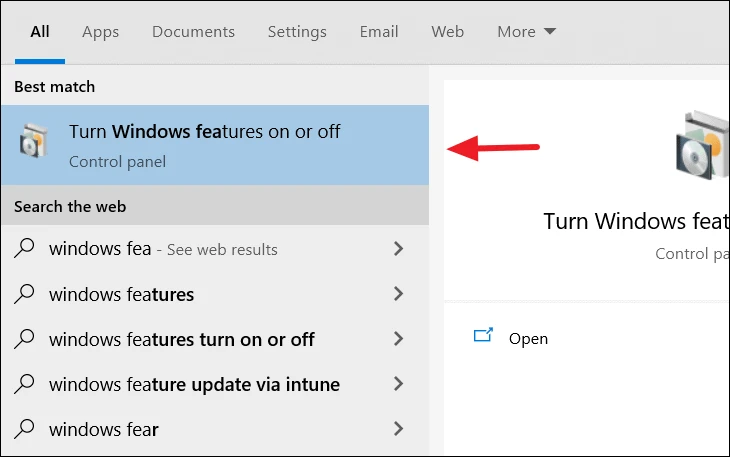 All Apps Documents Settings Email Web More
Best match
Turn Windows features on or off
Control panel
Search the web
windows fea - See web results
windows features
windows features turn on or off
windows feature update via intune
windows fear
Turn Windows feat
Control pa
Open